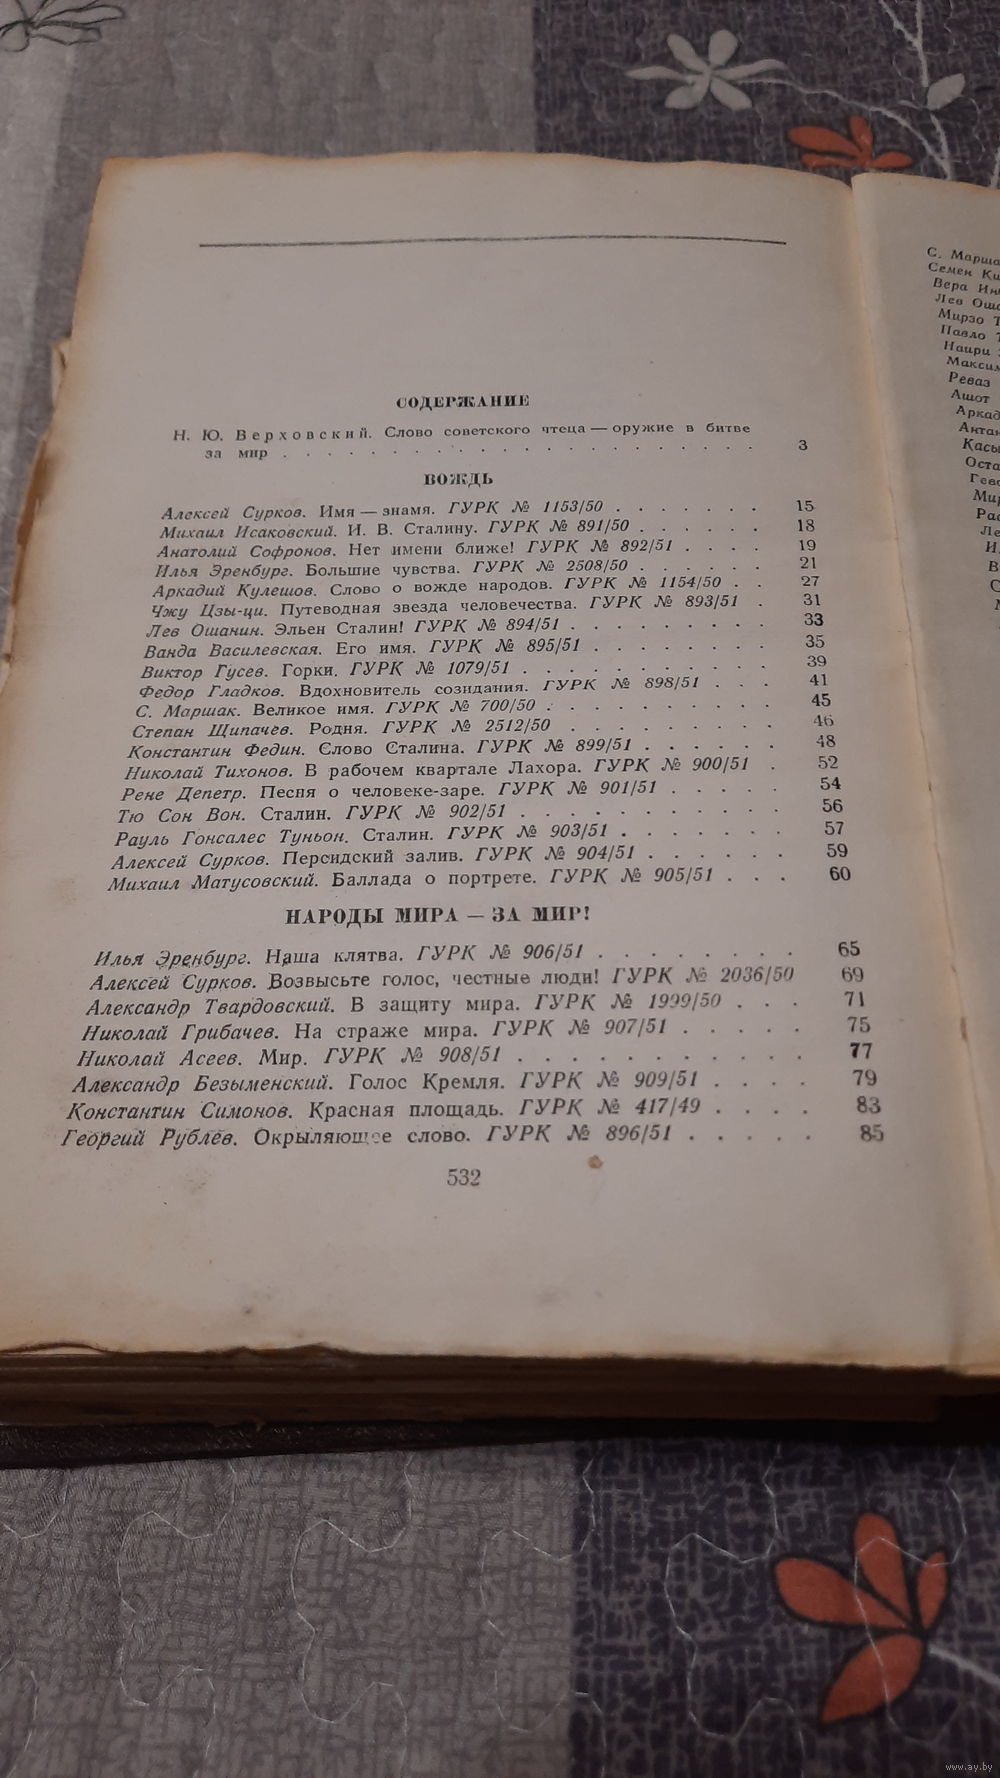 СОДЕРЖАНИЕ
Н. Ю. Верховский. Слово советского чтеца — оружие в битве
за мир . . . . . . . . . . . . . . . . . . . . 3
ВОЖДЬ
Алексей Сурков. Имя — знамя. ГУРК № 1153/50 . . . . . . . 15
Михаил Исаковский. И. В. Сталину. ГУРК № 891/50 . . . . . . 18
Анатолий Софронов. Нет имени ближе! ГУРК № 892/51 . . . . 19
Илья Эренбург. Большие чувства. ГУРК № 2508/50 . . . . . . 21
Аркадий Кулешов. Слово о вожде народов. ГУРК № 1154/50 . . 27
Чжу Цзы-ци. Путеводная звезда человечества. ГУРК № 893/51 . 31
Лев Ошанин. Эльен Сталин! ГУРК № 894/51 . . . . . . . . . 33
Ванда Василевская. Его имя. ГУРК № 895/51 . . . . . . . . 35
Виктор Гусев. Горки. ГУРК № 1079/51 . . . . . . . . . . . 39
Федор Гладков. Вдохновитель созидания. ГУРК № 898/51 . . . 41
С. Маршак. Великое имя. ГУРК № 700/50 . . . . . . . . . . 45
Степан Щипачев. Родня. ГУРК № 2512/50 . . . . . . . . . 46
Константин Федин. Слово Сталина. ГУРК № 899/51 . . . . . . 48
Николай Тихонов. В рабочем квартале Лахора. ГУРК № 900/51 . 52
Рене Депетр. Песня о человеке-заре. ГУРК № 901/51 . . . . . 54
Тю Сон Вон. Сталин. ГУРК № 902/51 . . . . . . . . . . . 56
Рауль Гонсалес Туньон. Сталин. ГУРК № 903/51 . . . . . . . 57
Алексей Сурков. Персидский залив. ГУРК № 904/51 . . . . . . 59
Михаил Матусовский. Баллада о портрете. ГУРК № 905/51 . . . 60
НАРОДЫ МИРА — ЗА МИР!
Илья Эренбург. Наша клятва. ГУРК № 906/51 . . . . . . . . 65
Алексей Сурков. Возвысьте голос, честные люди! ГУРК № 2036/50 69
Александр Твардовский. В защиту мира. ГУРК № 1999/50 . . . 71
Николай Грибачев. На страже мира. ГУРК № 907/51 . . . . . 75
Николай Асеев. Мир. ГУРК № 908/51 . . . . . . . . . . . 77
Александр Безыменский. Голос Кремля. ГУРК № 909/51 . . . . 79
Константин Симонов. Красная площадь. ГУРК № 417/49 . . . . 83
Георгий Рублев. Окрыляющее слово. ГУРК № 896/51 . . . . . 85
532
С.
Семен
Вера
Лев
Мирзо
Павло
Наири
Реваз
Ашот
www.ay.by